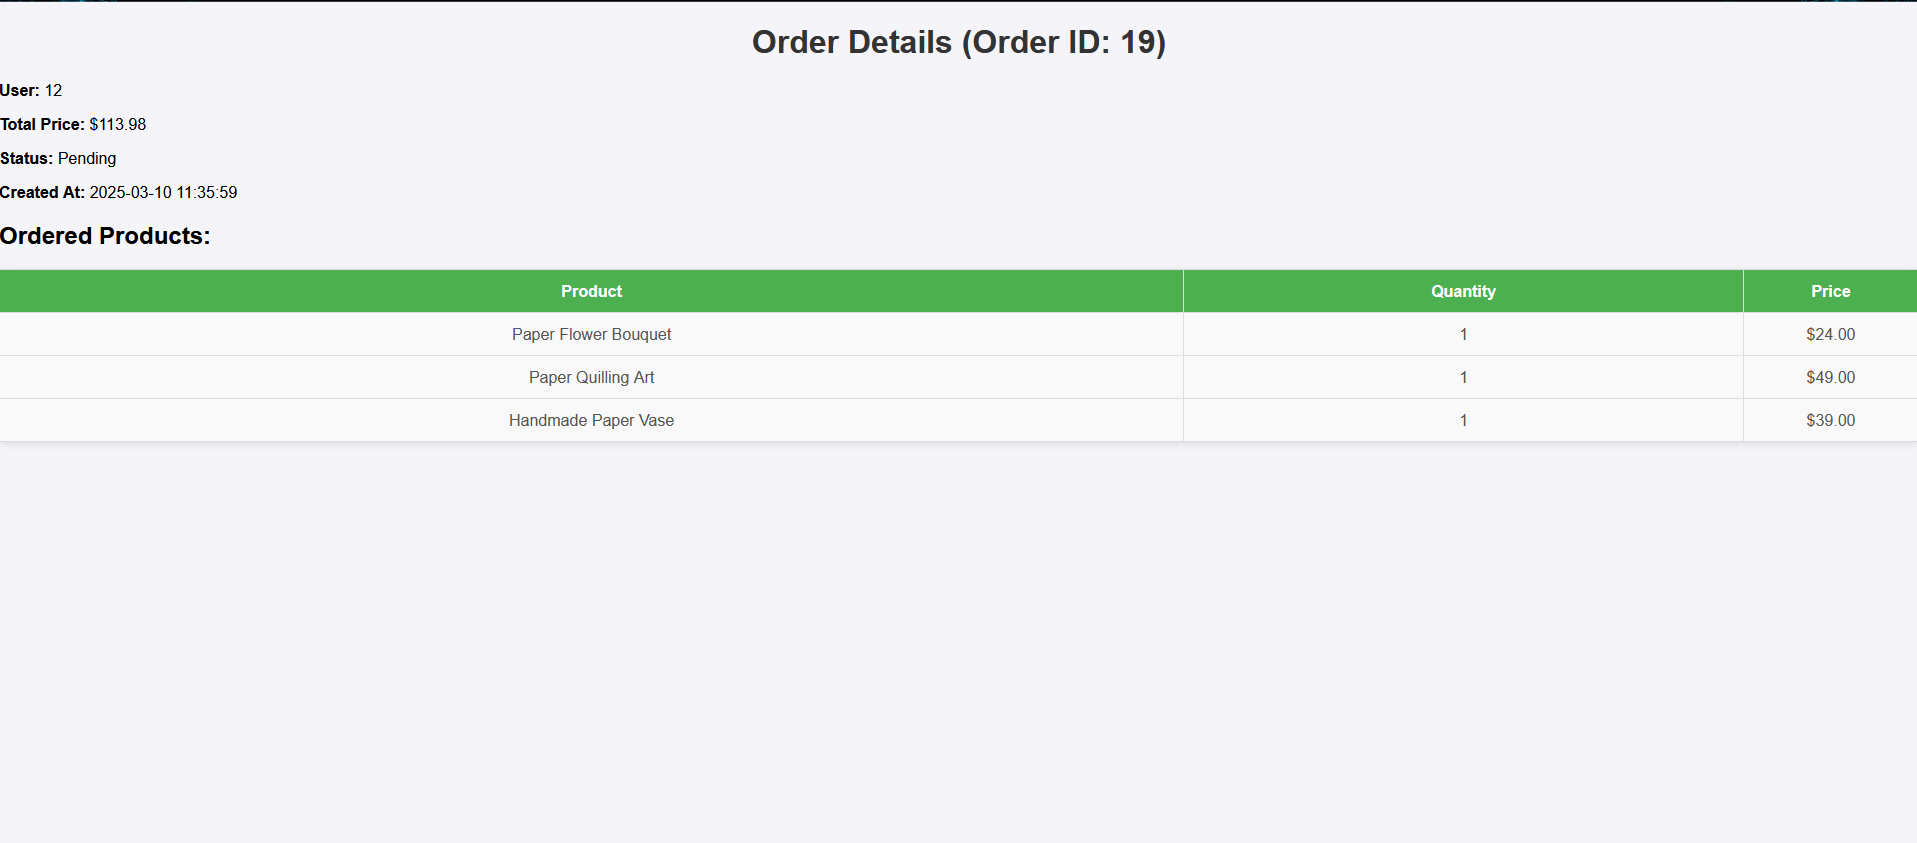 Order Details (Order ID: 19)
User: 12
Total Price: $113.98
Status: Pending
Created At: 2025-03-10 11:35:59
Ordered Products:
Product Quantity Price
Paper Flower Bouquet 1 $24.00
Paper Quilling Art 1 $49.00
Handmade Paper Vase 1 $39.00